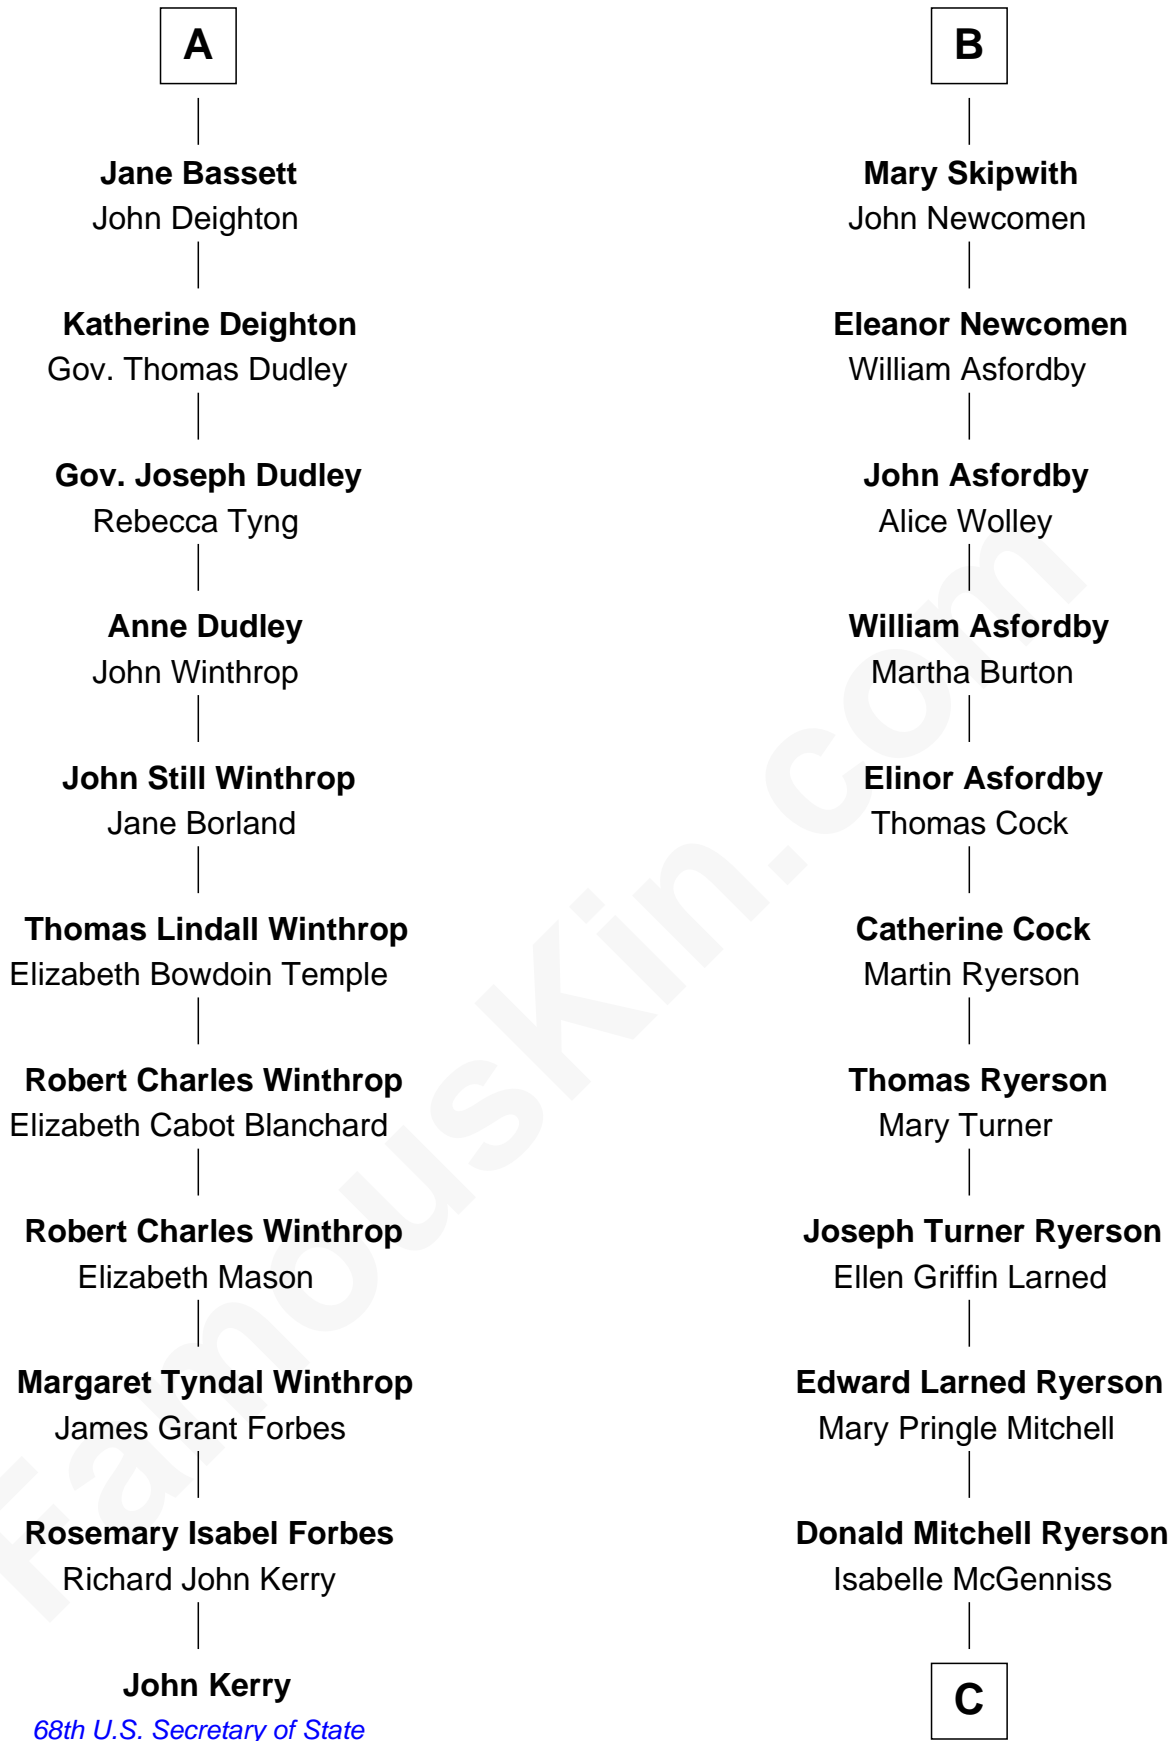 A
Jane Bassett
John Deighton
Katherine Deighton
Gov. Thomas Dudley
Gov. Joseph Dudley
Rebecca Tyng
Anne Dudley
John Winthrop
John Still Winthrop
Jane Borland
Thomas Lindall Winthrop
Elizabeth Bowdoin Temple
Robert Charles Winthrop
Elizabeth Cabot Blanchard
Robert Charles Winthrop
Elizabeth Mason
Margaret Tyndal Winthrop
James Grant Forbes
Rosemary Isabel Forbes
Richard John Kerry
John Kerry
68th U.S. Secretary of State
B
Mary Skipwith
John Newcomen
Eleanor Newcomen
William Asfordby
John Asfordby
Alice Wolley
William Asfordby
Martha Burton
Elinor Asfordby
Thomas Cock
Catherine Cock
Martin Ryerson
Thomas Ryerson
Mary Turner
Joseph Turner Ryerson
Ellen Griffin Larned
Edward Larned Ryerson
Mary Pringle Mitchell
Donald Mitchell Ryerson
Isabelle McGenniss
C
FamousKin.com